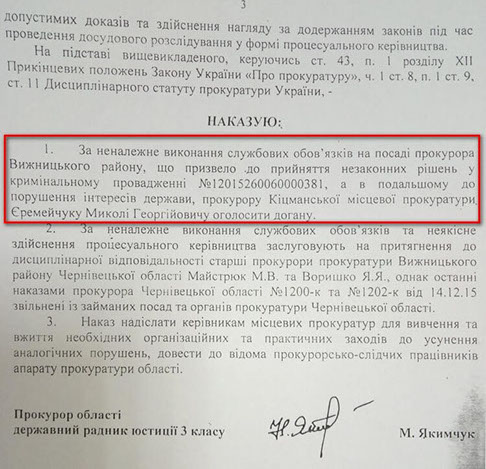 3
допустимих доказів та здійснення нагляду за додержанням законів під час
проведення досудового розслідування у формі процесуального керівництва.
На підставі вищевикладеного, керуючись ст. 43, п. 1 розділу XII
Прикінцевих положень Закону України «Про прокуратуру», ч. 1 ст. 8, п. 1 ст. 9,
ст. 11 Дисциплінарного статуту прокуратури України, -
НАКАЗУЮ:
1. За неналежне виконання службових обов’язків на посаді прокурора
Вижницького району, що призвело до прийняття незаконних рішень у
кримінальному провадженні №12015260060000381, а в подальшому до
порушення інтересів держави, прокурору Кіцманської місцевої прокуратури
Єремейчуку Миколі Георгійовичу оголосити догану.
2. За неналежне виконання службових обов’язків та неякісне
здійснення процесуального керівництва заслуговують на притягнення до
дисциплінарної відповідальності старші прокурори прокуратури Вижницького
району Чернівецької області Майстрюк М.В. та Воришко Я.Я., однак останні
наказами прокурора Чернівецької області №1200-к та №1202-к від 14.12.15
звільнені із займаних посад та органів прокуратури Чернівецької області.
3. Наказ надіслати керівникам місцевих прокуратур для вивчення та
вжиття необхідних організаційних та практичних заходів до усунення
аналогічних порушень, довести до відома прокурорсько-слідчих працівників
апарату прокуратури області.
Прокурор області
державний радник юстиції 3 класу М. Якимчук